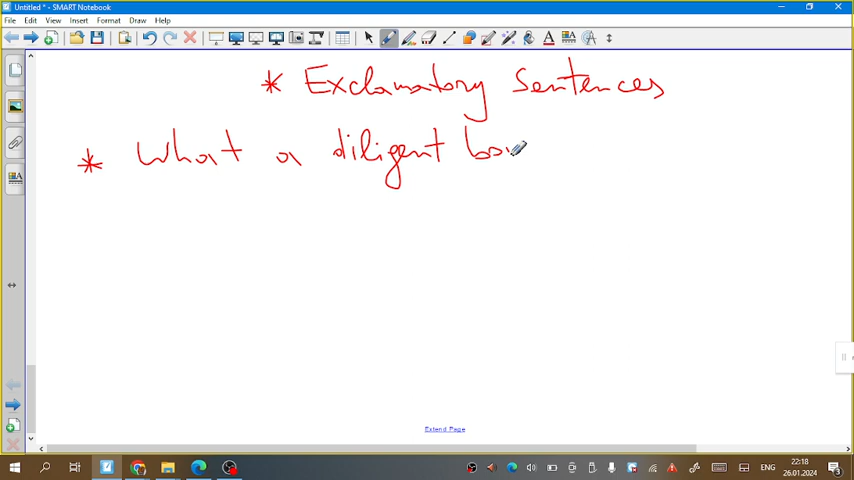 Untitled * - SMART Notebook
File Edit View Insert Format Draw Help
* Exclamatory Sentences
* What a diligent bo
Extend Page
ENG
22:18
26.01.2024
3